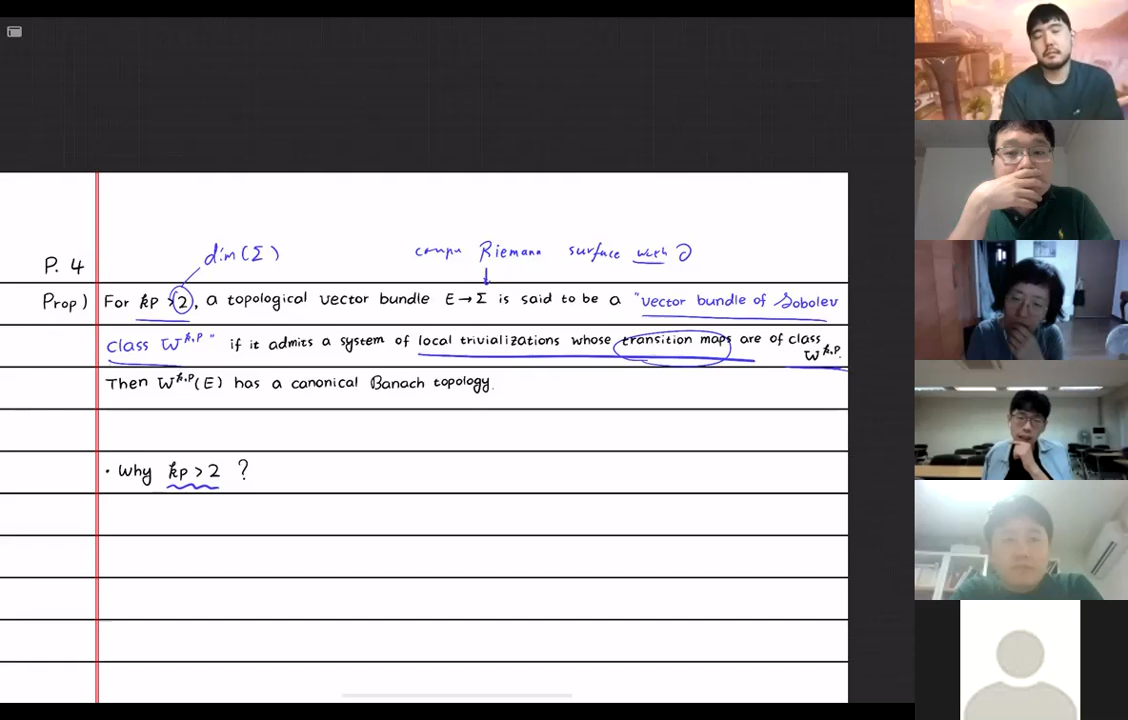 dim(Σ)
Riemann surface with ∂
P. 4
Prop) For kp > 2, a topological vector bundle E → Σ is said to be a "vector bundle of Sobolev
class W^{k,p}" if it admits a system of local trivializations whose transition maps are of class
W^{k,p}.
Then W^{k,p}(E) has a canonical Banach topology.
· Why kp > 2 ?